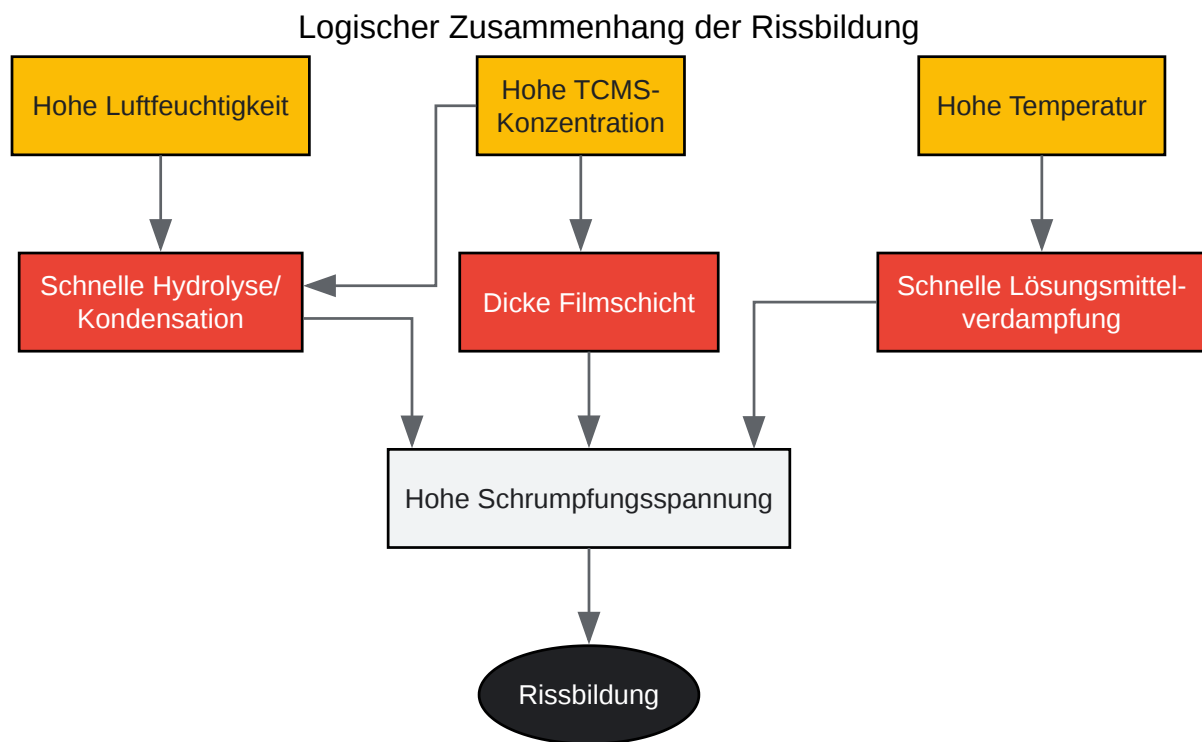 Logischer Zusammenhang der Rissbildung
Hohe Luftfeuchtigkeit
Hohe TCMS-
Konzentration
Hohe Temperatur
Schnelle Hydrolyse/
Kondensation
Dicke Filmschicht
Schnelle Lösungsmittel-
verdampfung
Hohe Schrumpfungsspannung
Rissbildung